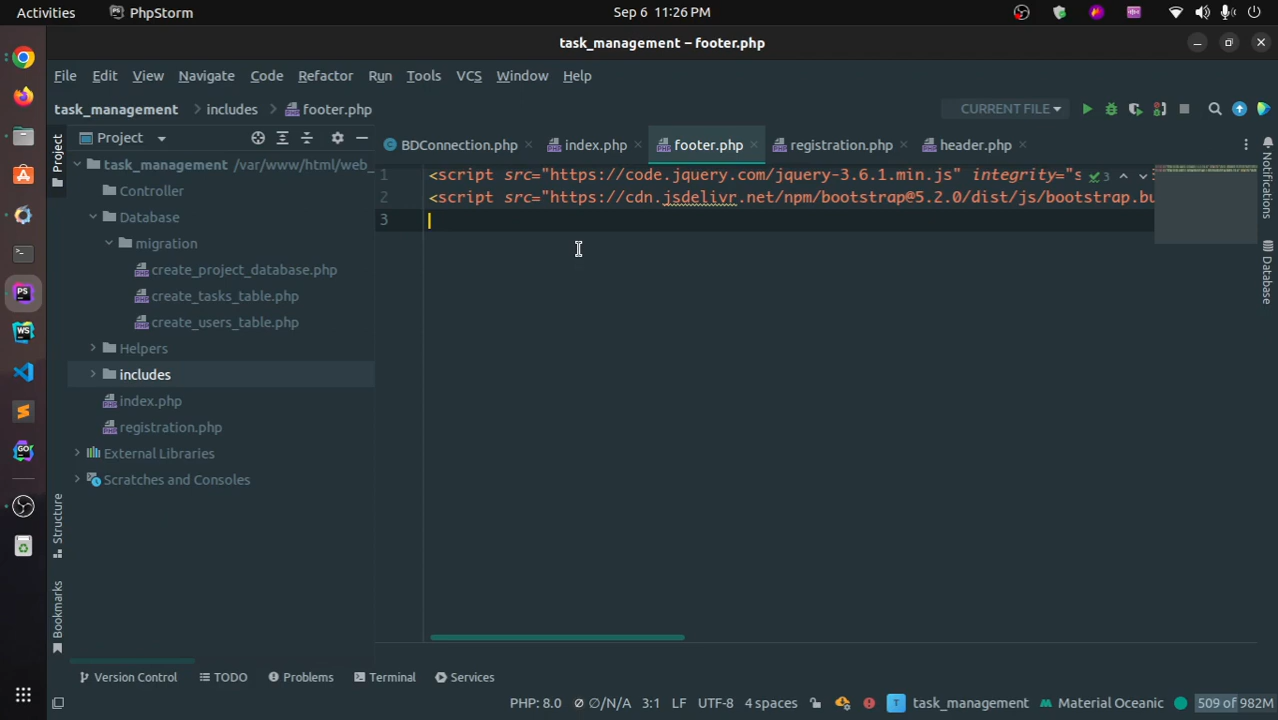 Activities PhpStorm Sep 6 11:26 PM
task_management – footer.php
File Edit View Navigate Code Refactor Run Tools VCS Window Help
task_management includes footer.php CURRENT FILE
Project BDConnection.php index.php footer.php registration.php header.php
task_management /var/www/html/web_
Controller
Database
migration
create_project_database.php
create_tasks_table.php
create_users_table.php
Helpers
includes
index.php
registration.php
External Libraries
Scratches and Consoles
1 <script src="https://code.jquery.com/jquery-3.6.1.min.js" integrity="s 3
2 <script src="https://cdn.jsdelivr.net/npm/bootstrap@5.2.0/dist/js/bootstrap.bu
3
Project
Structure
Bookmarks
Notifications
Database
Version Control TODO Problems Terminal Services
PHP: 8.0 ∅/N/A 3:1 LF UTF-8 4 spaces T task_management Material Oceanic 509 of 982M